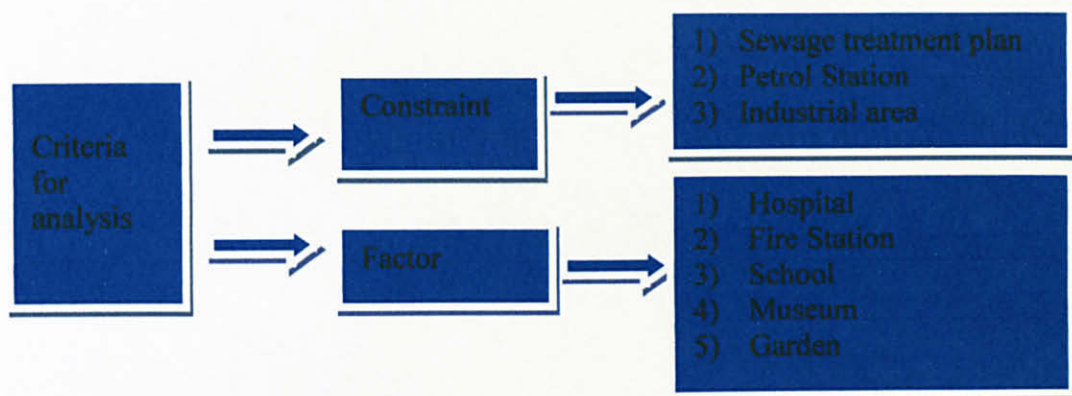 Criteria
for
analysis
Constraint
1) Sewage treatment plan
2) Petrol Station
3) Industrial area
Factor
1) Hospital
2) Fire Station
3) School
4) Museum
5) Garden